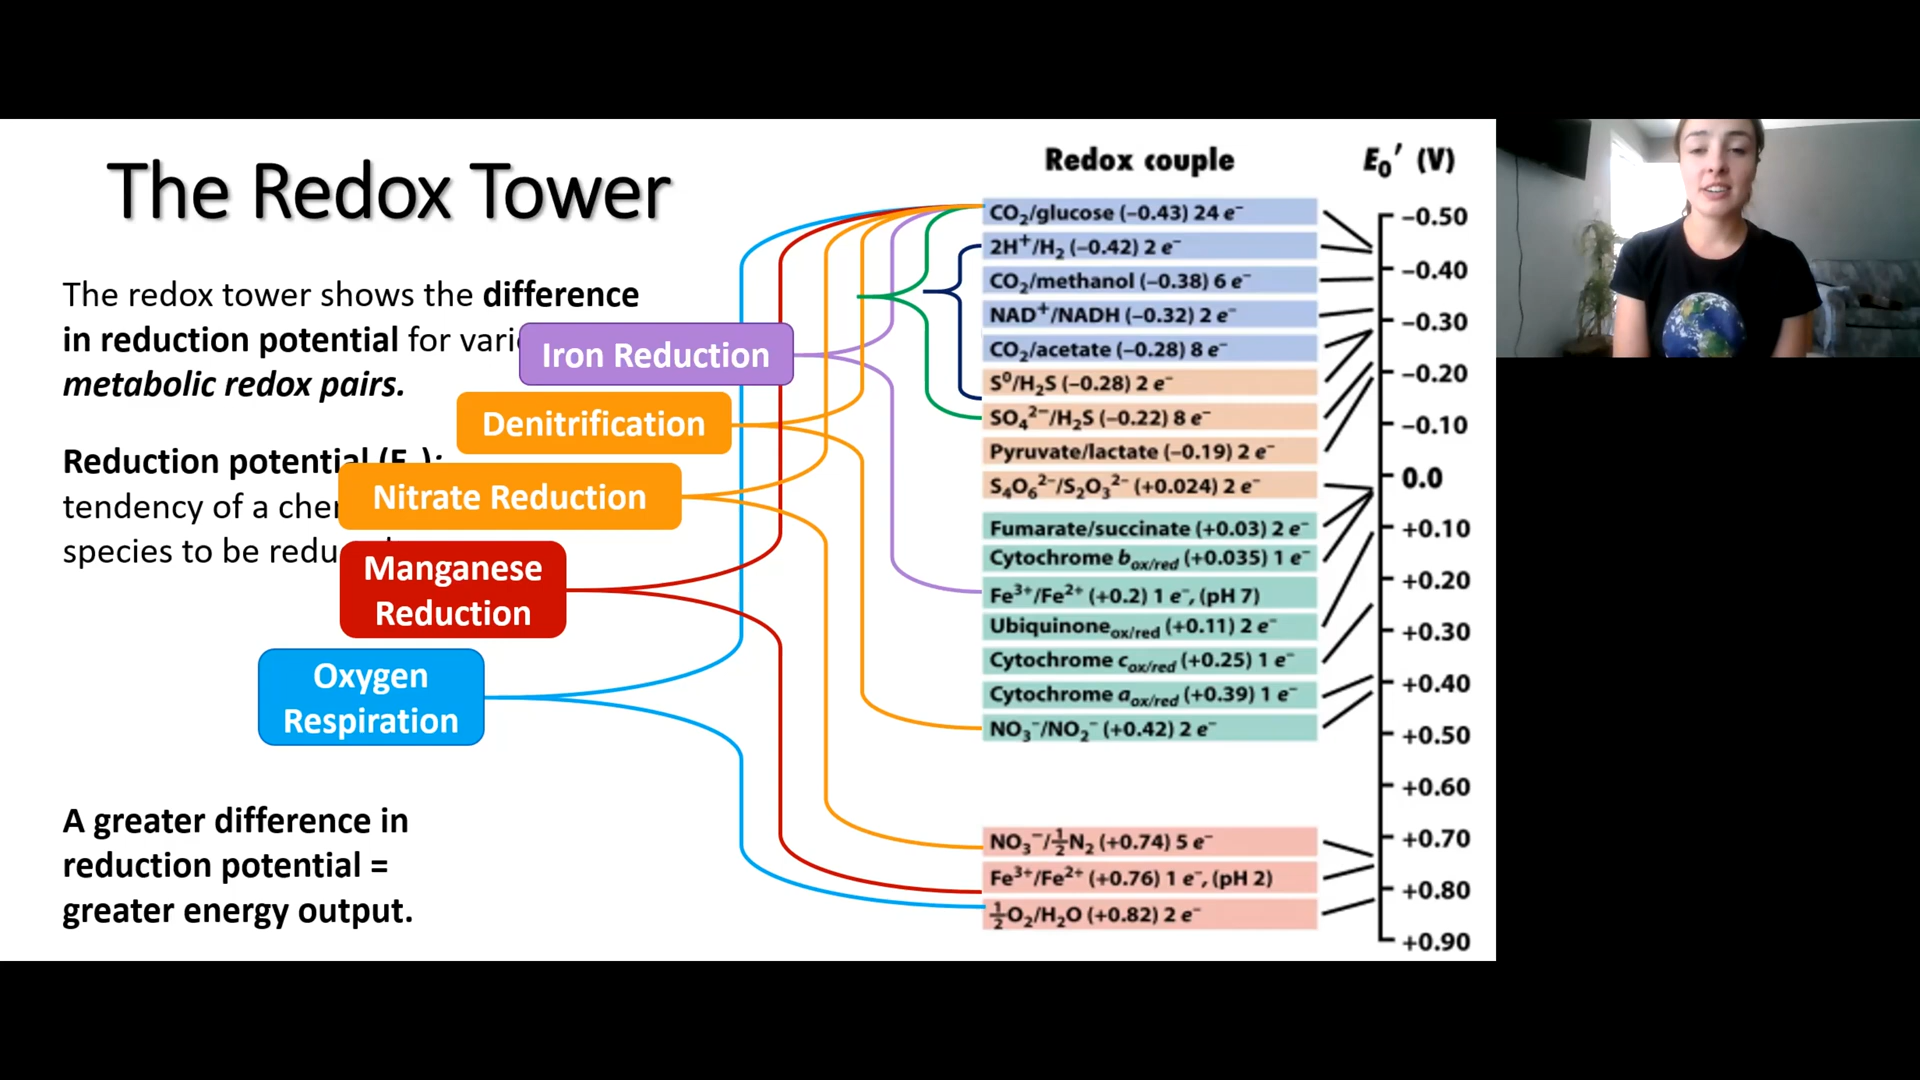 The Redox Tower
The redox tower shows the difference
in reduction potential for vari
metabolic redox pairs.
Reduction potential (E
tendency of a cher
species to be redu
Iron Reduction
Denitrification
Nitrate Reduction
Manganese
Reduction
Oxygen
Respiration
A greater difference in
reduction potential =
greater energy output.
Redox couple
CO₂/glucose (−0.43) 24 e⁻
2H⁺/H₂ (−0.42) 2 e⁻
CO₂/methanol (−0.38) 6 e⁻
NAD⁺/NADH (−0.32) 2 e⁻
CO₂/acetate (−0.28) 8 e⁻
S⁰/H₂S (−0.28) 2 e⁻
SO₄²⁻/H₂S (−0.22) 8 e⁻
Pyruvate/lactate (−0.19) 2 e⁻
S₄O₆²⁻/S₂O₃²⁻ (+0.024) 2 e⁻
Fumarate/succinate (+0.03) 2 e⁻
Cytochrome b ox/red (+0.035) 1 e⁻
Fe³⁺/Fe²⁺ (+0.2) 1 e⁻, (pH 7)
Ubiquinone ox/red (+0.11) 2 e⁻
Cytochrome c ox/red (+0.25) 1 e⁻
Cytochrome a ox/red (+0.39) 1 e⁻
NO₃⁻/NO₂⁻ (+0.42) 2 e⁻
NO₃⁻/½N₂ (+0.74) 5 e⁻
Fe³⁺/Fe²⁺ (+0.76) 1 e⁻, (pH 2)
½O₂/H₂O (+0.82) 2 e⁻
E₀′ (V)
−0.50
−0.40
−0.30
−0.20
−0.10
0.0
+0.10
+0.20
+0.30
+0.40
+0.50
+0.60
+0.70
+0.80
+0.90